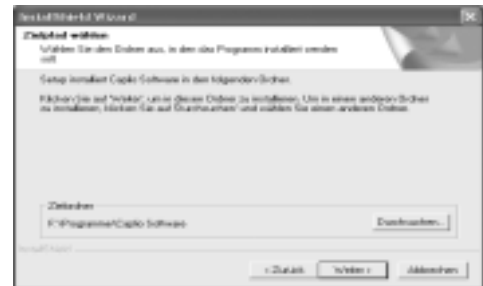 InstallShield Wizard
Zielpfad wählen
Wählen Sie den Ordner aus, in den das Programm installiert werden
soll
Setup installiert Caplio Software in den folgenden Ordner.
Klicken Sie auf 'Weiter', um in diesen Ordner zu installieren. Um in einen anderen Ordner
zu installieren, klicken Sie auf 'Durchsuchen' und wählen Sie einen anderen Ordner.
Zielordner
\Programme\Caplio Software
Durchsuchen...
InstallShield
< Zurück
Weiter >
Abbrechen